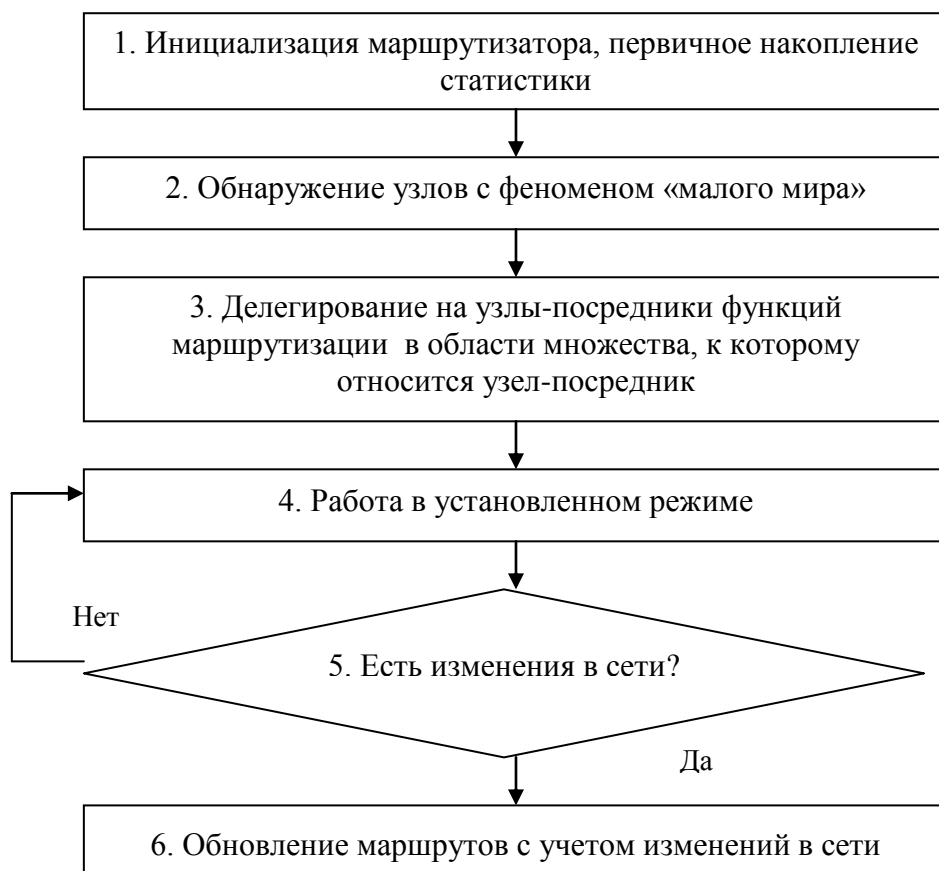 1. Инициализация маршрутизатора, первичное накопление
статистики
2. Обнаружение узлов с феноменом «малого мира»
3. Делегирование на узлы-посредники функций
маршрутизации в области множества, к которому
относится узел-посредник
4. Работа в установленном режиме
Нет
5. Есть изменения в сети?
Да
6. Обновление маршрутов с учетом изменений в сети